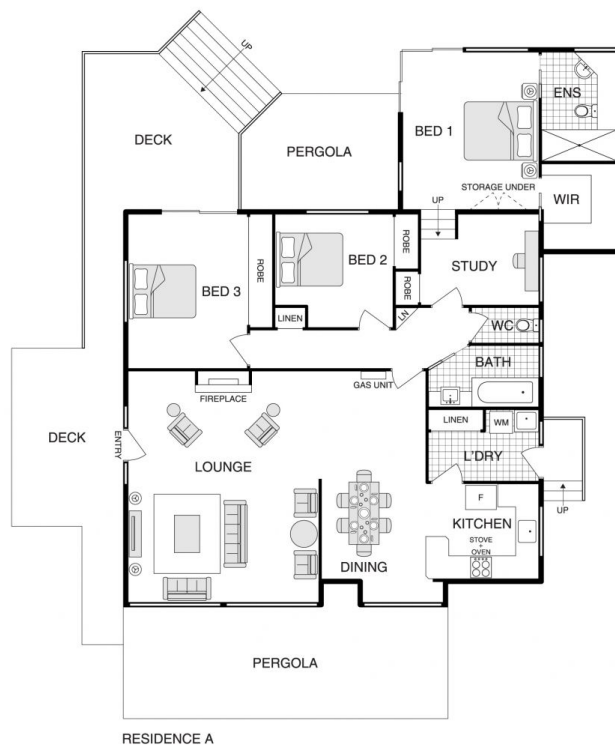 UP
ENS
DECK
PERGOLA
BED 1
UP
STORAGE UNDER
WIR
ROBE
BED 2
ROBE
BED 3
ROBE
STUDY
LINEN
LN
WC
BATH
GAS UNIT
FIREPLACE
LINEN
WM
DECK
ENTRY
LOUNGE
L'DRY
F
KITCHEN
UP
STOVE
+
OVEN
DINING
PERGOLA
RESIDENCE A